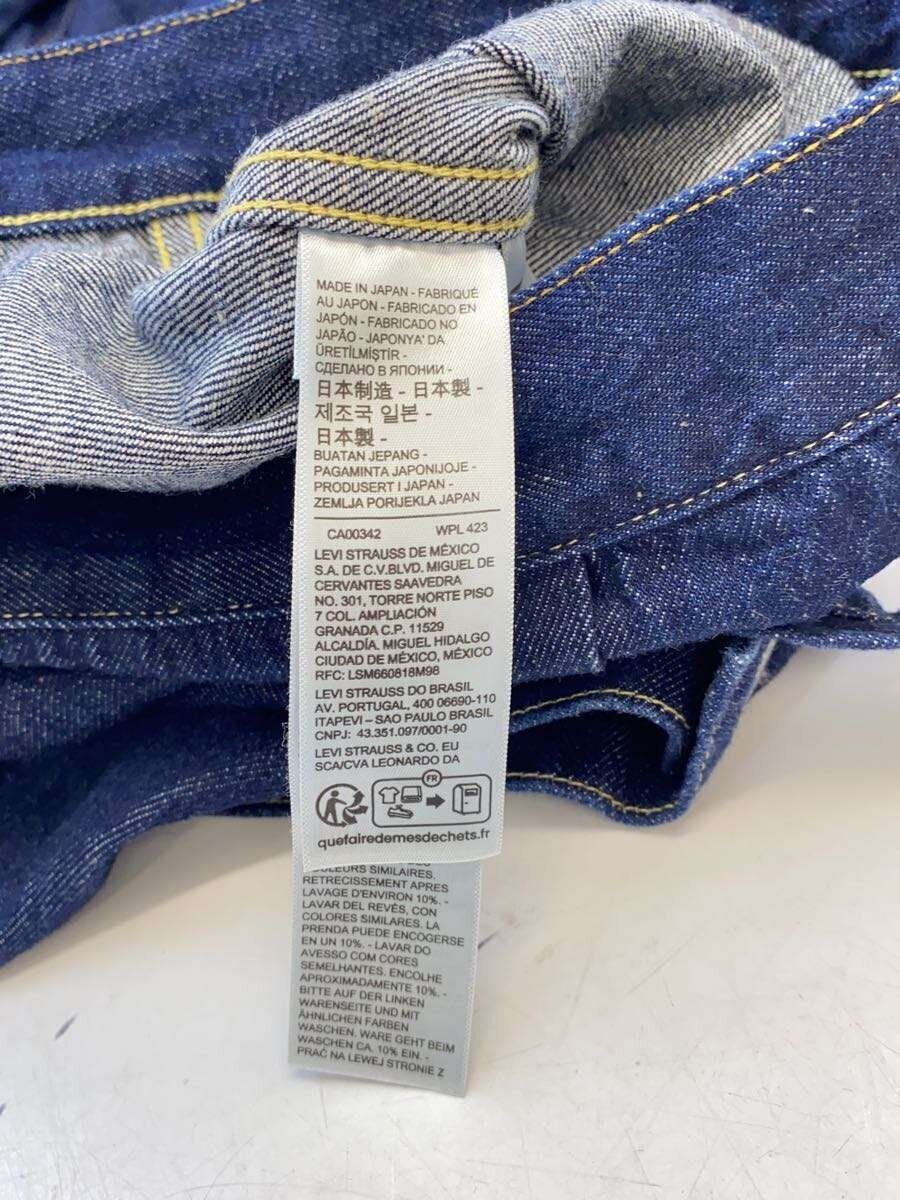 MADE IN JAPAN - FABRIQUÉ
AU JAPON - FABRICADO EN
JAPÓN - FABRICADO NO
JAPÃO - JAPONYA' DA
ÜRETİLMİŞTİR -
СДЕЛАНО В ЯПОНИИ -
日本制造 - 日本製 -
제조국 일본 -
日本製 -
BUATAN JEPANG -
PAGAMINTA JAPONIJOJE -
PRODUSERT I JAPAN -
ZEMLJA PORIJEKLA JAPAN
CA00342 WPL 423
LEVI STRAUSS DE MÉXICO
S.A. DE C.V.BLVD. MIGUEL DE
CERVANTES SAAVEDRA
NO. 301, TORRE NORTE PISO
7 COL. AMPLIACIÓN
GRANADA C.P. 11529
ALCALDÍA. MIGUEL HIDALGO
CIUDAD DE MÉXICO, MÉXICO
RFC: LSM660818M98
LEVI STRAUSS DO BRASIL
AV. PORTUGAL, 400 06690-110
ITAPEVI – SAO PAULO BRASIL
CNPJ: 43.351.097/0001-90
LEVI STRAUSS & CO. EU
SCA/CVA LEONARDO DA
FR
quefairedemesdechets.fr
COULEURS SIMILAIRES.
RETRECISSEMENT APRES
LAVAGE D'ENVIRON 10%. -
LAVAR DEL REVÉS, CON
COLORES SIMILARES. LA
PRENDA PUEDE ENCOGERSE
EN UN 10%. - LAVAR DO
AVESSO COM CORES
SEMELHANTES. ENCOLHE
APROXIMADAMENTE 10%. -
BITTE AUF DER LINKEN
WARENSEITE UND MIT
ÄHNLICHEN FARBEN
WASCHEN. WARE GEHT BEIM
WASCHEN CA. 10% EIN. -
PRAĆ NA LEWEJ STRONIE Z